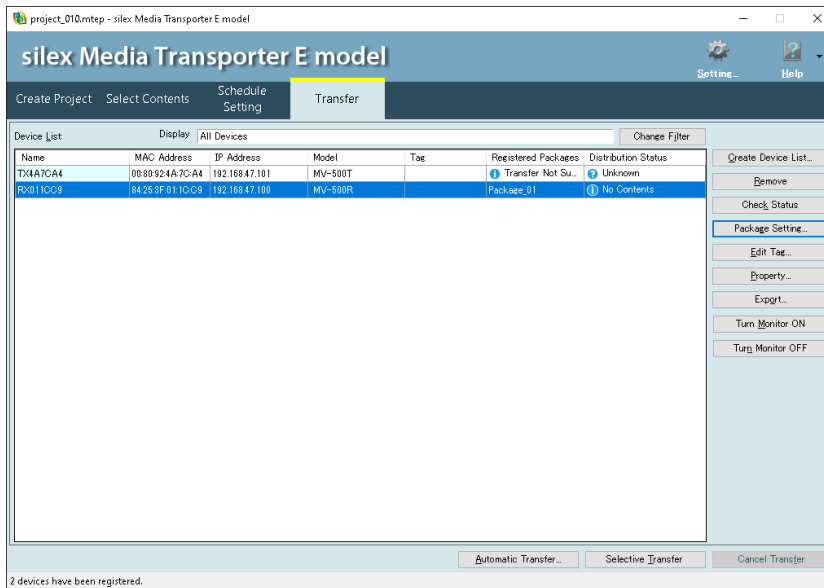 project_010.mtep - silex Media Transporter E model
silex Media Transporter E model
Setting...
Help
Create Project
Select Contents
Schedule Setting
Transfer
Device List:
Display
All Devices
Change Filter
Name MAC Address IP Address Model Tag Registered Packages Distribution Status
TX4A7CA4 00:80:92:4A:7C:A4 192.168.47.101 MV-500T Transfer Not Su... Unknown
RX011CC9 84:25:3F:01:1C:C9 192.168.47.100 MV-500R Package_01 No Contents
Create Device List...
Remove
Check Status
Package Setting...
Edit Tag...
Property...
Export...
Turn Monitor ON
Turn Monitor OFF
Automatic Transfer...
Selective Transfer
Cancel Transfer
2 devices have been registered.